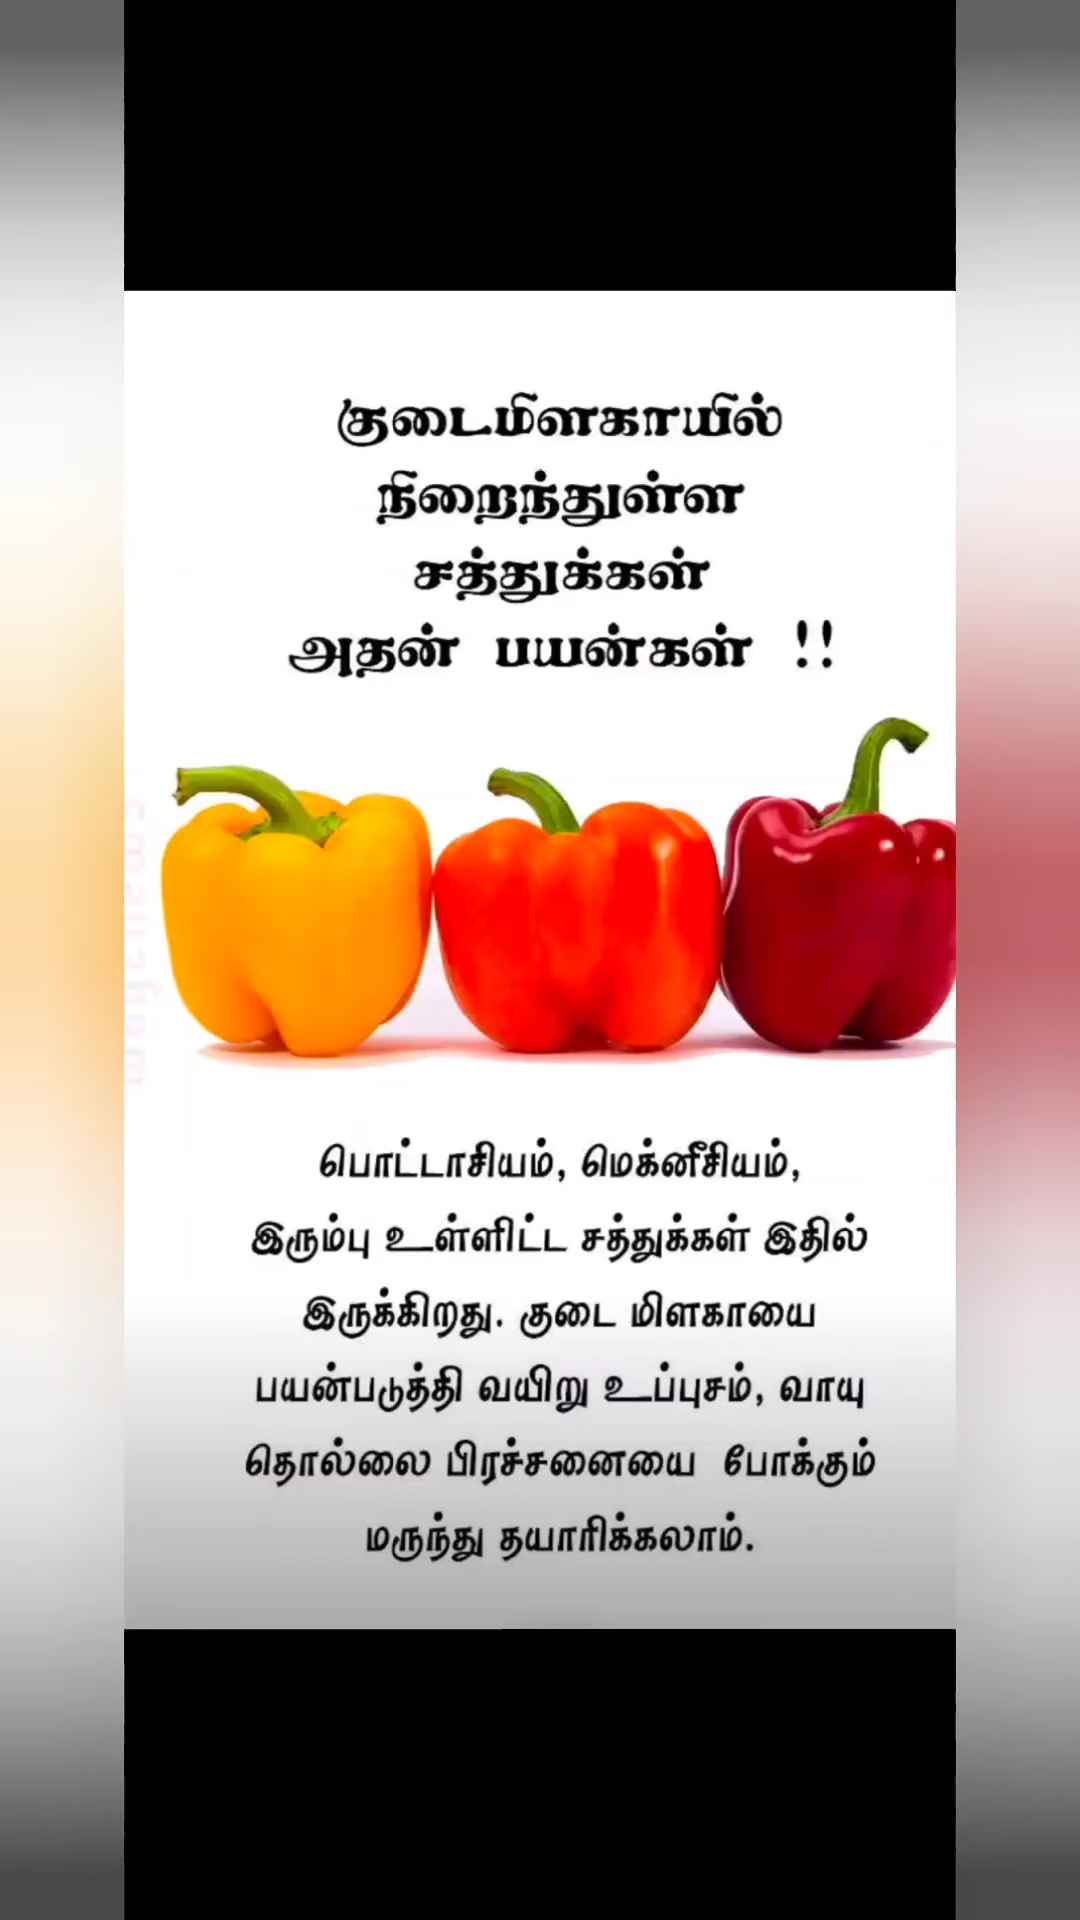 குடைமிளகாயில்
நிறைந்துள்ள
சத்துக்கள்
அதன் பயன்கள் !!
பொட்டாசியம், மெக்னீசியம்,
இரும்பு உள்ளிட்ட சத்துக்கள் இதில்
இருக்கிறது. குடை மிளகாயை
பயன்படுத்தி வயிறு உப்புசம், வாயு
தொல்லை பிரச்சனையை போக்கும்
மருந்து தயாரிக்கலாம்.